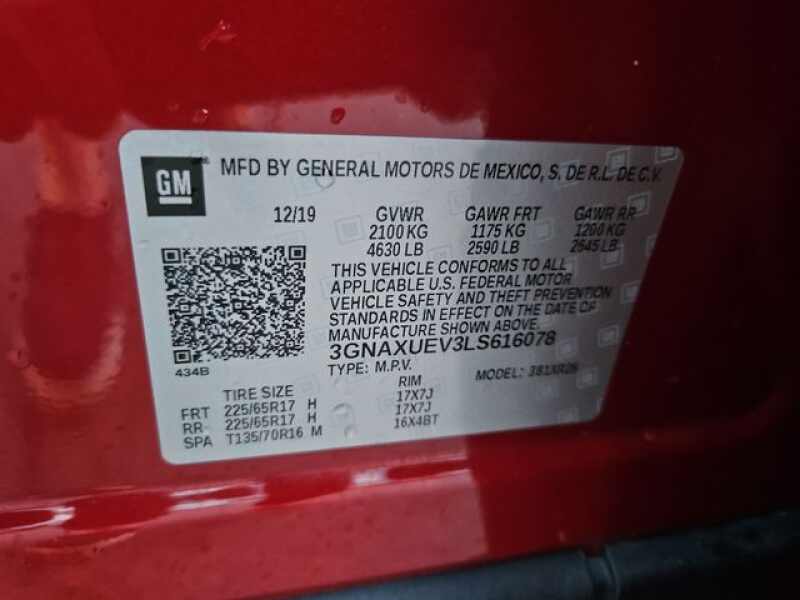 GM
MFD BY GENERAL MOTORS DE MEXICO, S. DE R.L. DE C.V.
12/19 GVWR GAWR FRT GAWR RR
2100 KG 1175 KG 1200 KG
4630 LB 2590 LB 2645 LB
THIS VEHICLE CONFORMS TO ALL
APPLICABLE U.S. FEDERAL MOTOR
VEHICLE SAFETY AND THEFT PREVENTION
STANDARDS IN EFFECT ON THE DATE OF
MANUFACTURE SHOWN ABOVE.
3GNAXUEV3LS616078
434B
TYPE: M.P.V. MODEL:
TIRE SIZE RIM
FRT 225/65R17 H 17X7J
RR 225/65R17 H 17X7J
SPA T135/70R16 M 16X4BT